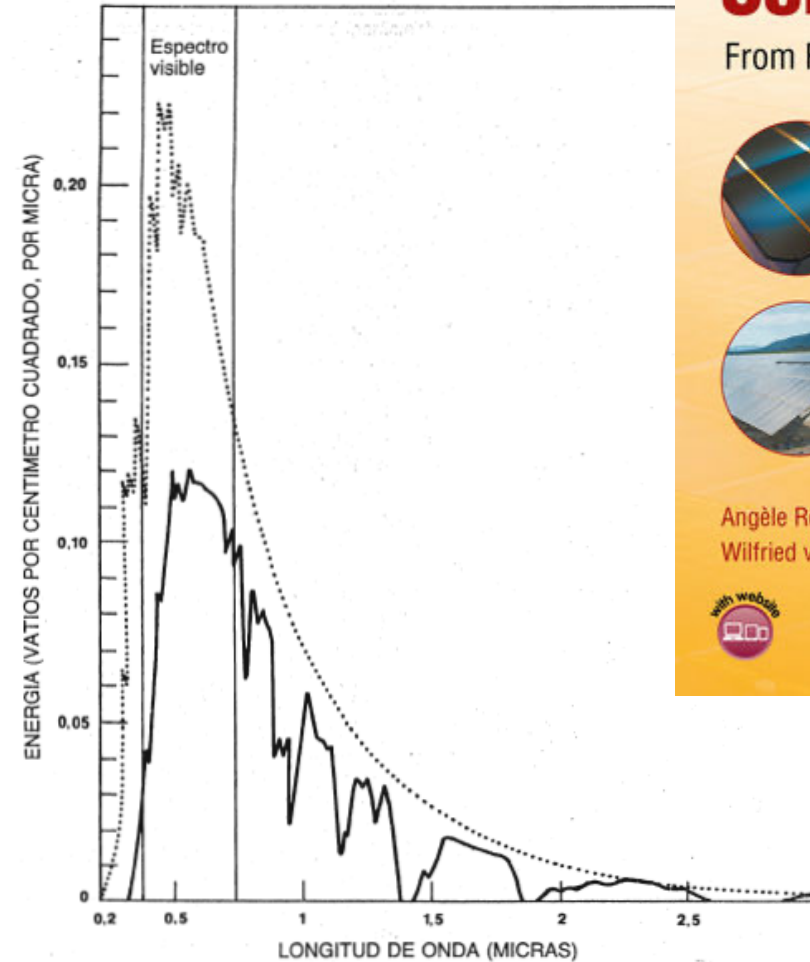 Espectro
visible
ENERGIA (VATIOS POR CENTIMETRO CUADRADO, POR MICRA)
0,20
0,15
0,10
0,05
0
0,2
0.5
1
1,5
2
2,5
LONGITUD DE ONDA (MICRAS)
From
Angèle
Wilfried
with website